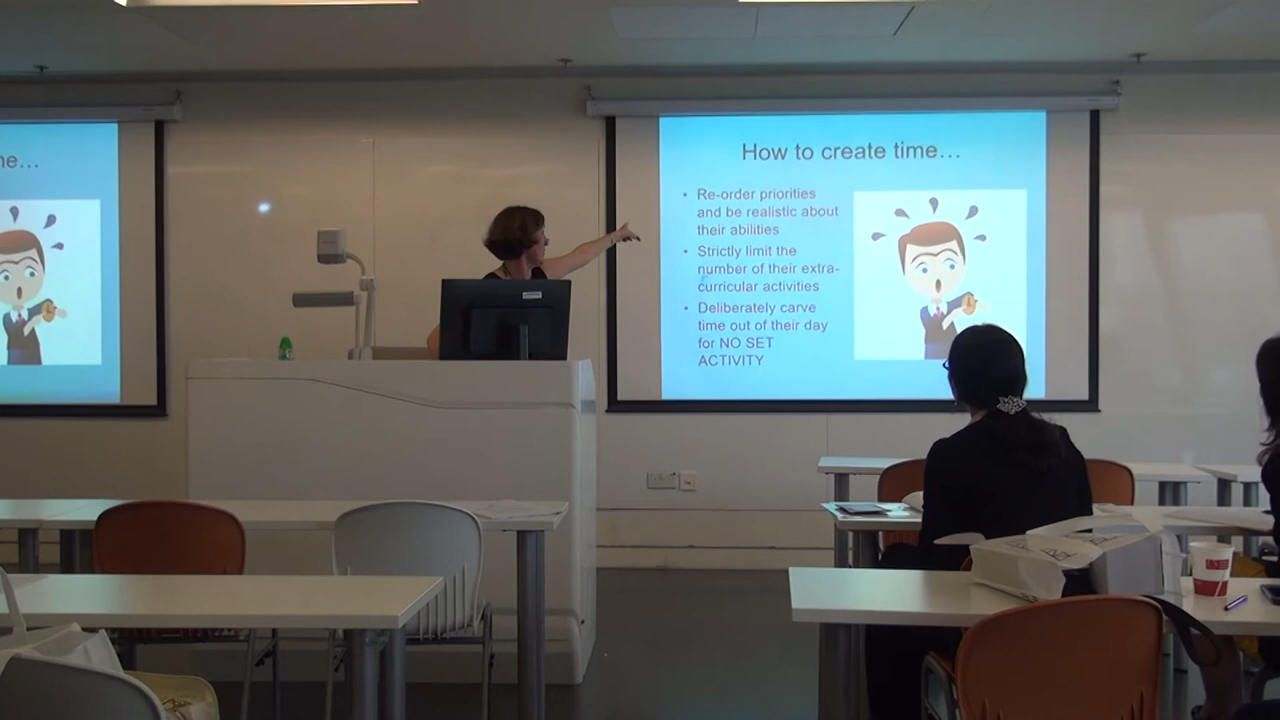 ne...
How to create time...
• Re-order priorities
and be realistic about
their abilities
• Strictly limit the
number of their extra-
curricular activities
• Deliberately carve
time out of their day
for NO SET
ACTIVITY